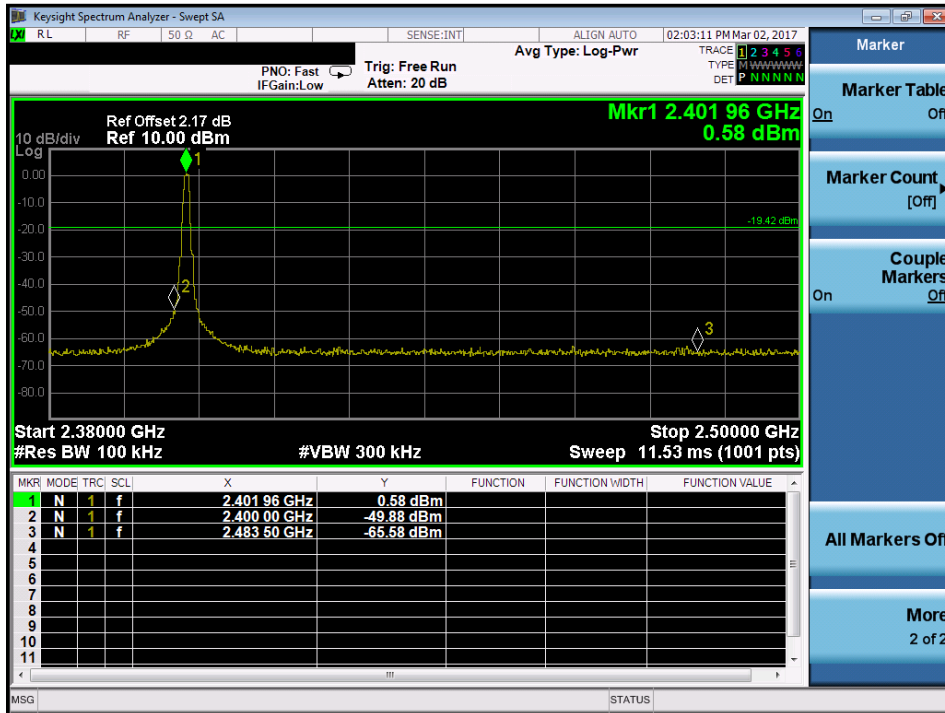 Keysight Spectrum Analyzer - Swept SA
LXI RL RF 50 Ω AC SENSE:INT ALIGN AUTO 02:03:11 PM Mar 02, 2017
Avg Type: Log-Pwr TRACE 1 2 3 4 5 6
PNO: Fast Trig: Free Run TYPE M WWWWW
IFGain:Low Atten: 20 dB DET P N N N N N
Mkr1 2.401 96 GHz
0.58 dBm
Ref Offset 2.17 dB
10 dB/div Ref 10.00 dBm
Log
1
0.00
-10.0
-19.42 dBm
-20.0
-30.0
-40.0
2
-50.0
-60.0
3
-70.0
-80.0
Start 2.38000 GHz Stop 2.50000 GHz
#Res BW 100 kHz #VBW 300 kHz Sweep 11.53 ms (1001 pts)
MKR MODE TRC SCL X Y FUNCTION FUNCTION WIDTH FUNCTION VALUE
1 N 1 f 2.401 96 GHz 0.58 dBm
2 N 1 f 2.400 00 GHz -49.88 dBm
3 N 1 f 2.483 50 GHz -65.58 dBm
4
5
6
7
8
9
10
11
MSG STATUS
Marker
Marker Table
On Off
Marker Count
[Off]
Couple
Markers
On Off
All Markers Off
More
2 of 2